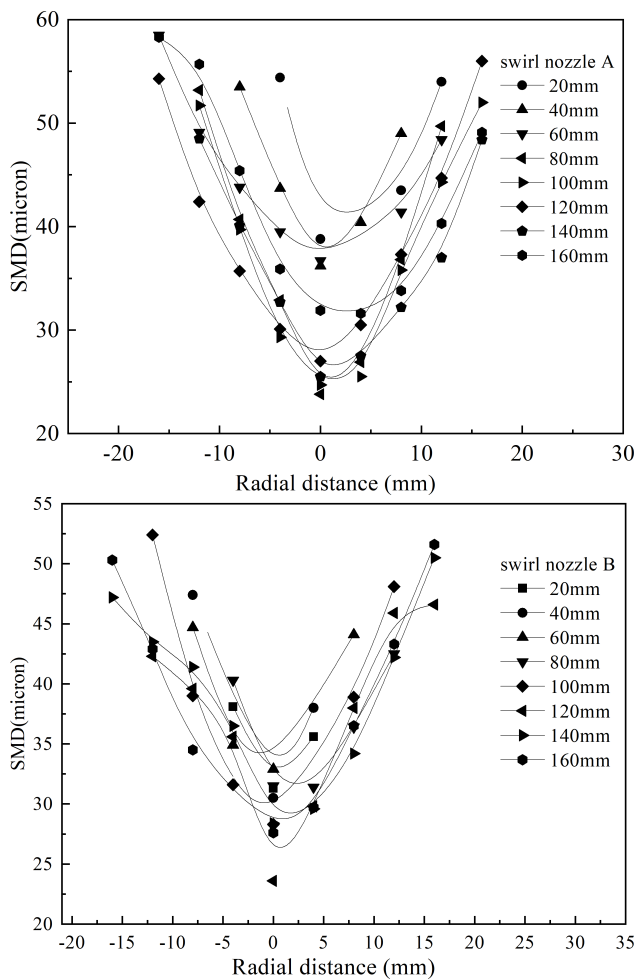 60
50
40
30
20
SMD(micron)
-20
-10
0
10
20
30
Radial distance (mm)
swirl nozzle A
20mm
40mm
60mm
80mm
100mm
120mm
140mm
160mm
55
50
45
40
35
30
25
20
SMD(micron)
-20
-15
-10
-5
0
5
10
15
20
25
30
35
Radial distance (mm)
swirl nozzle B
20mm
40mm
60mm
80mm
100mm
120mm
140mm
160mm